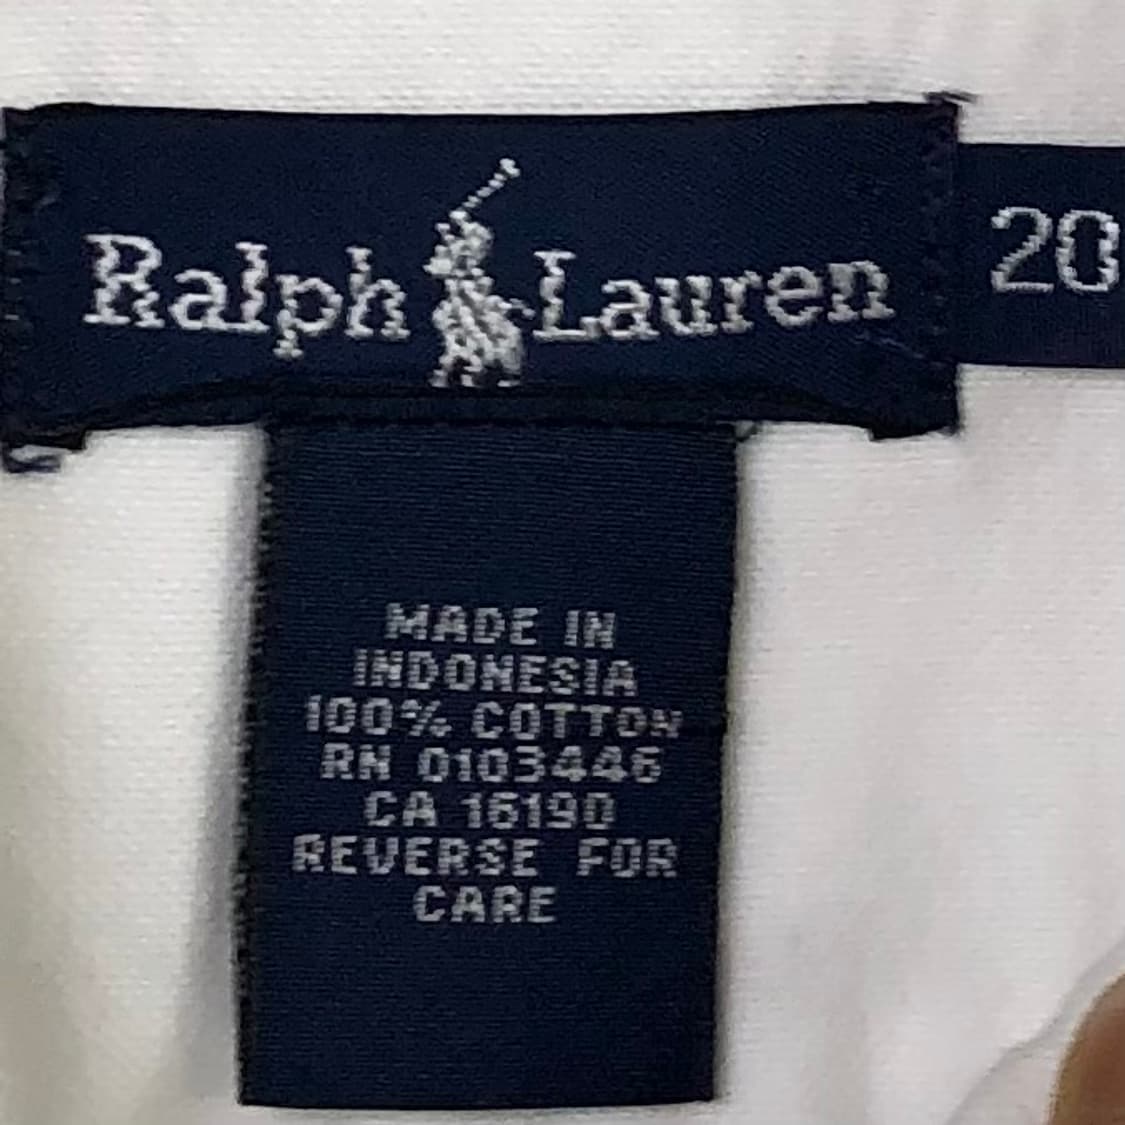 Ralph Lauren
20
MADE IN
INDONESIA
100% COTTON
RN 0103446
CA 16190
REVERSE FOR
CARE